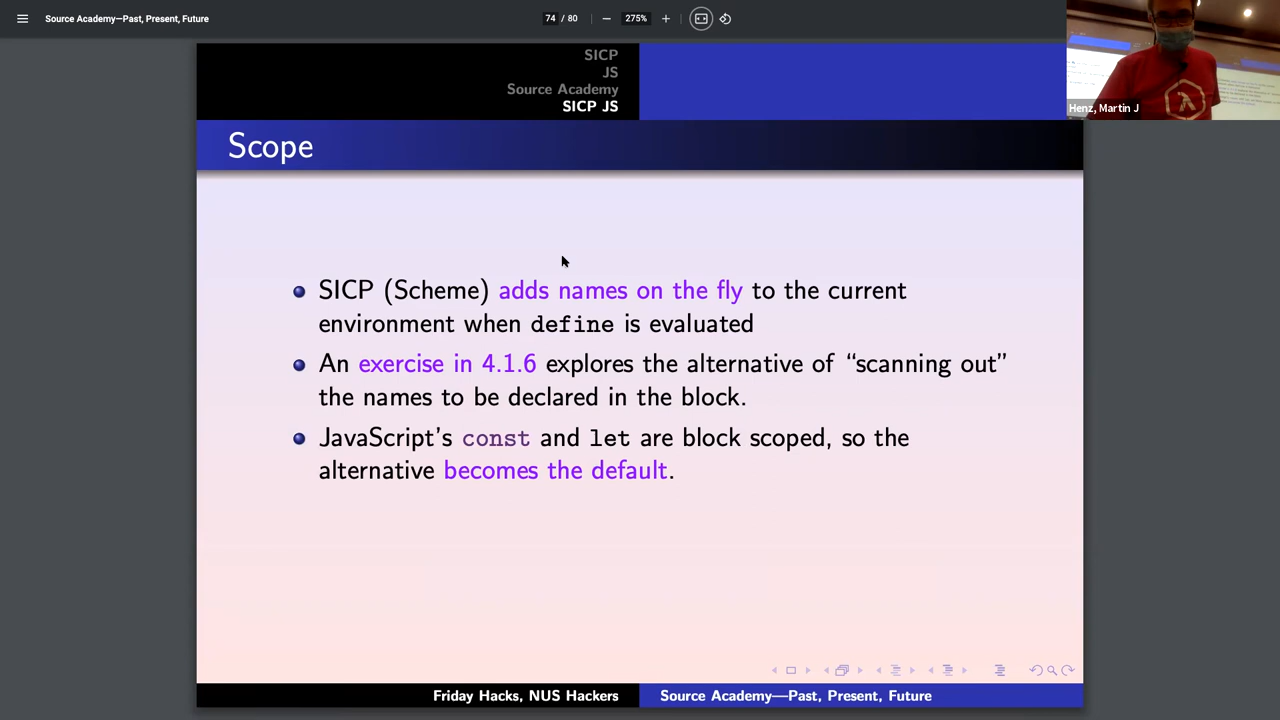 Source Academy—Past, Present, Future
74 / 80
275%
SICP
JS
Source Academy
SICP JS
Henz, Martin J
Scope
SICP (Scheme) adds names on the fly to the current
environment when define is evaluated
An exercise in 4.1.6 explores the alternative of “scanning out”
the names to be declared in the block.
JavaScript’s const and let are block scoped, so the
alternative becomes the default.
Friday Hacks, NUS Hackers
Source Academy—Past, Present, Future